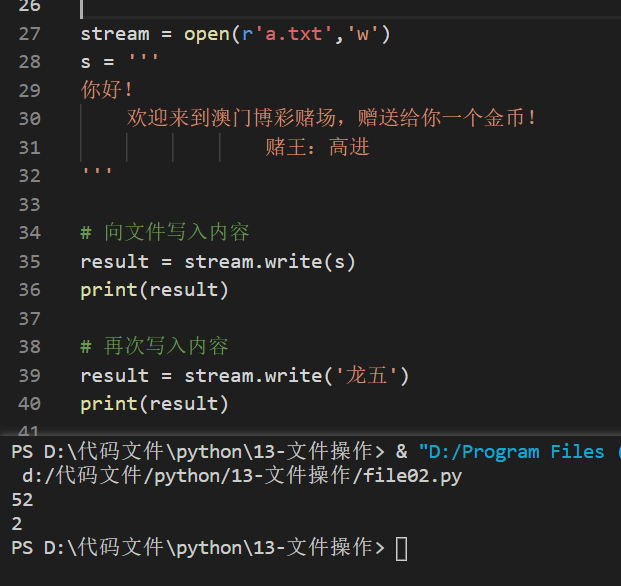 26
27 stream = open(r'a.txt','w')
28 s = '''
29 你好!
30 欢迎来到澳门博彩赌场，赠送给你一个金币!
31 赌王：高进
32 '''
33
34 # 向文件写入内容
35 result = stream.write(s)
36 print(result)
37
38 # 再次写入内容
39 result = stream.write('龙五')
40 print(result)
41
PS D:\代码文件\python\13-文件操作> & "D:/Program Files (
d:/代码文件/python/13-文件操作/file02.py
52
2
PS D:\代码文件\python\13-文件操作>